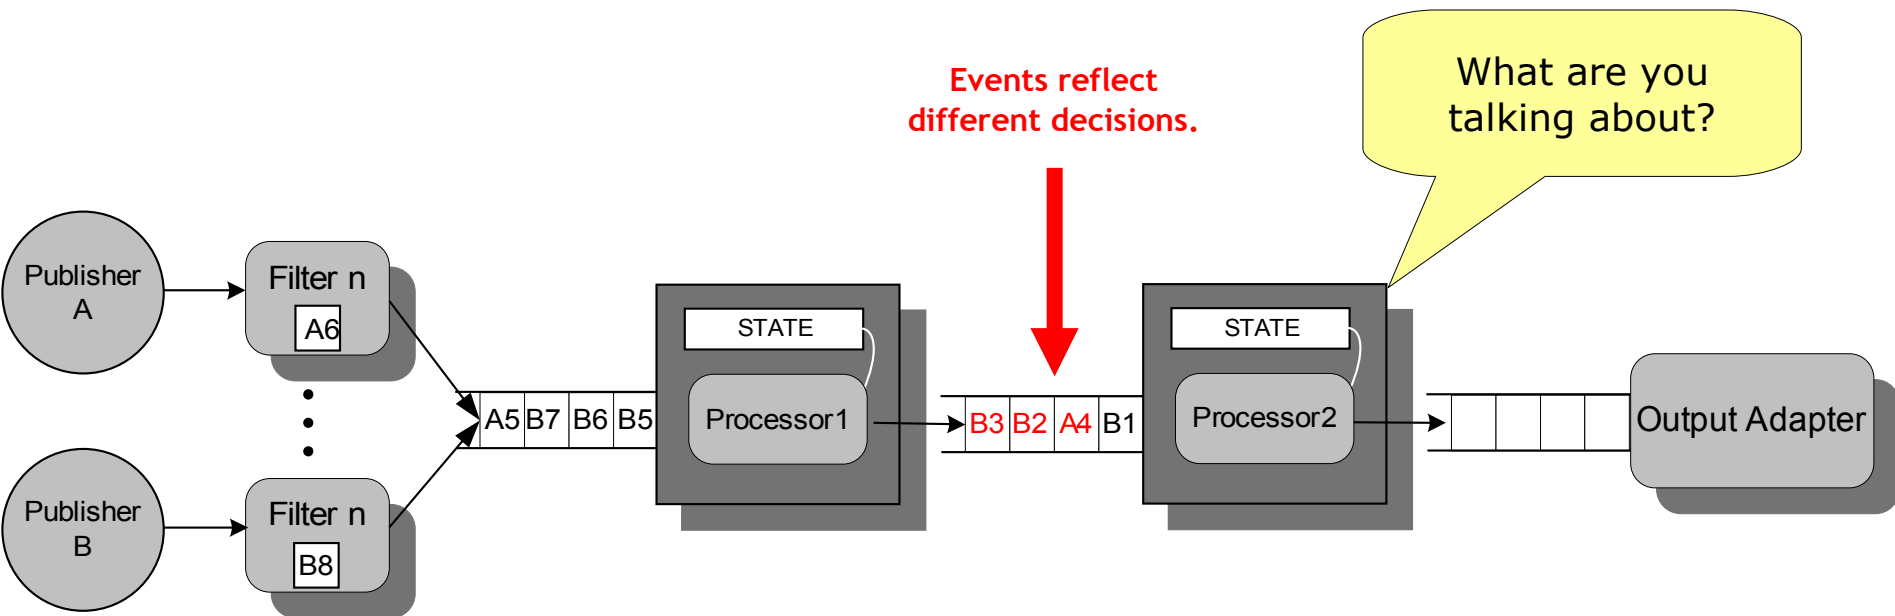 Events reflect
different decisions.
What are you
talking about?
Publisher
A
Filter n
A6
STATE
Processor1
STATE
Processor2
A5 B7 B6 B5
B3 B2 A4 B1
Output Adapter
Publisher
B
Filter n
B8